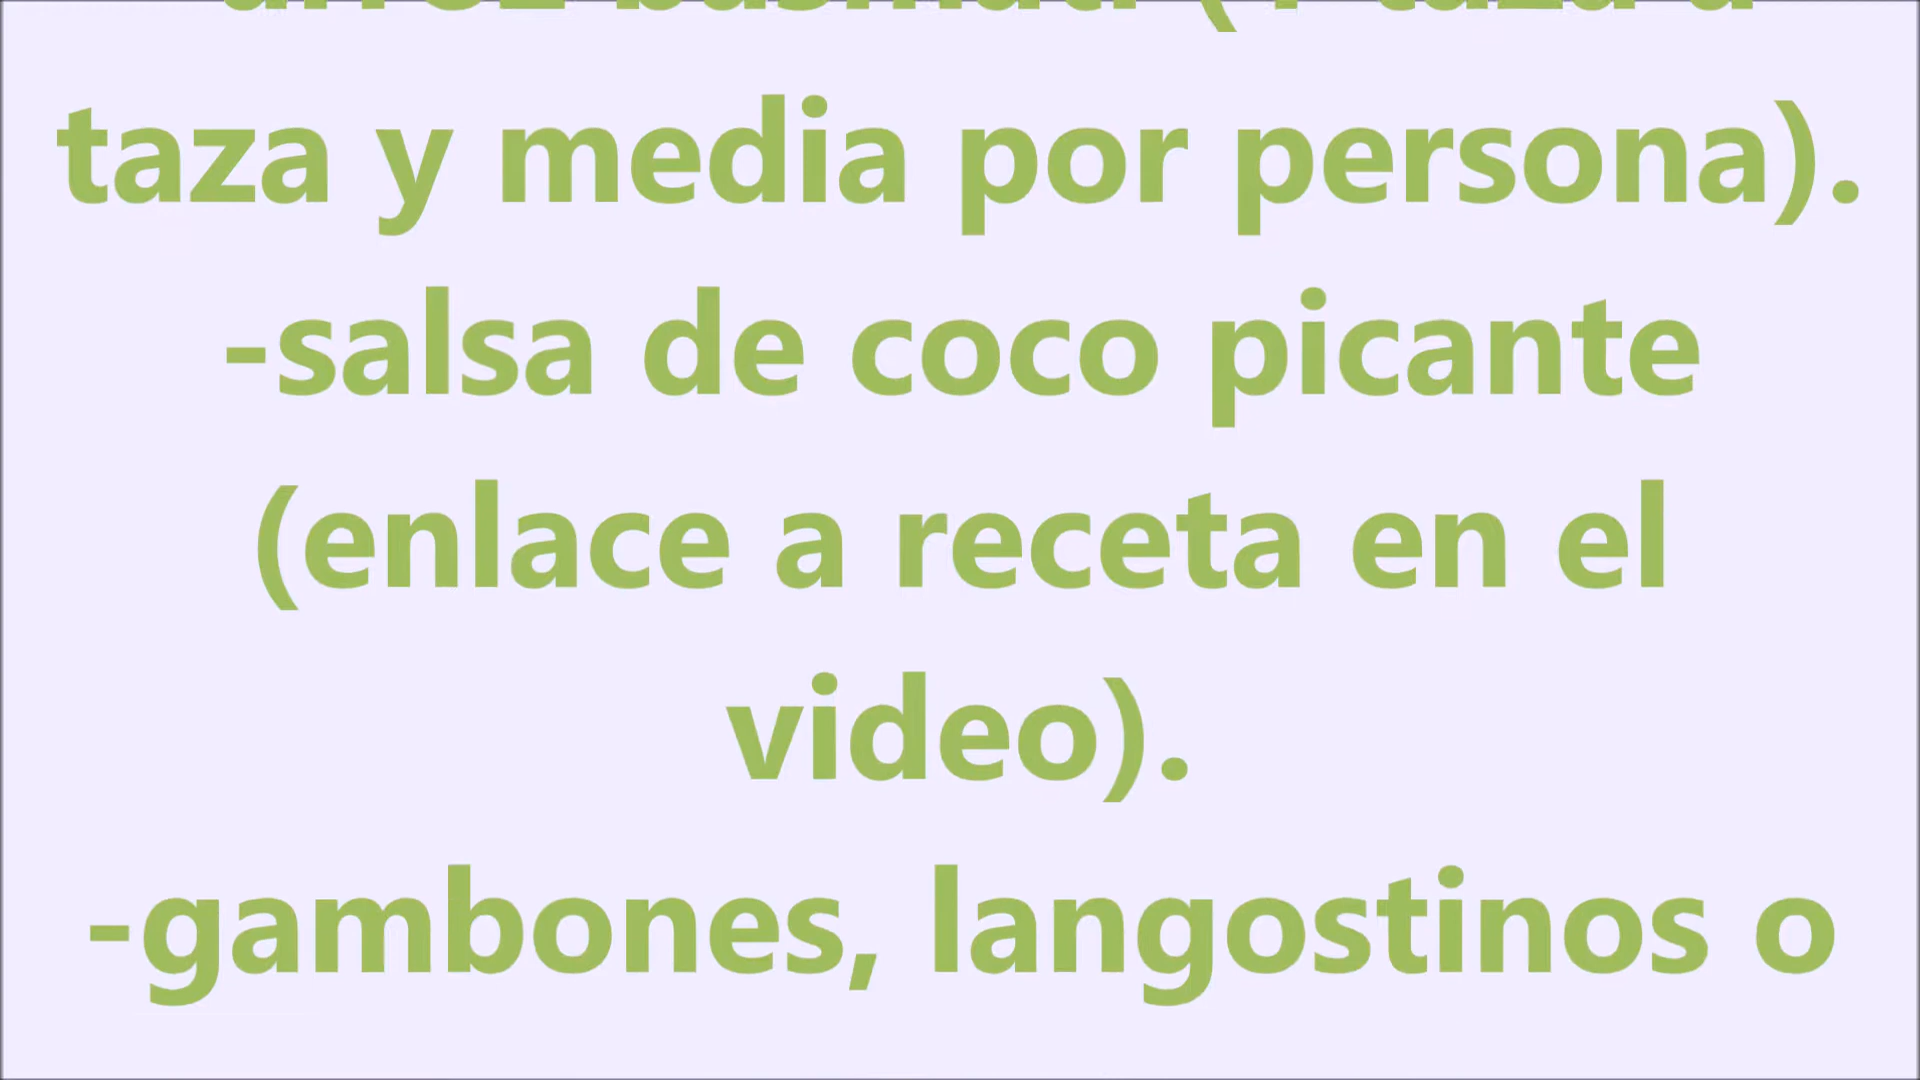 taza y media por persona).
-salsa de coco picante
(enlace a receta en el
video).
-gambones, langostinos o